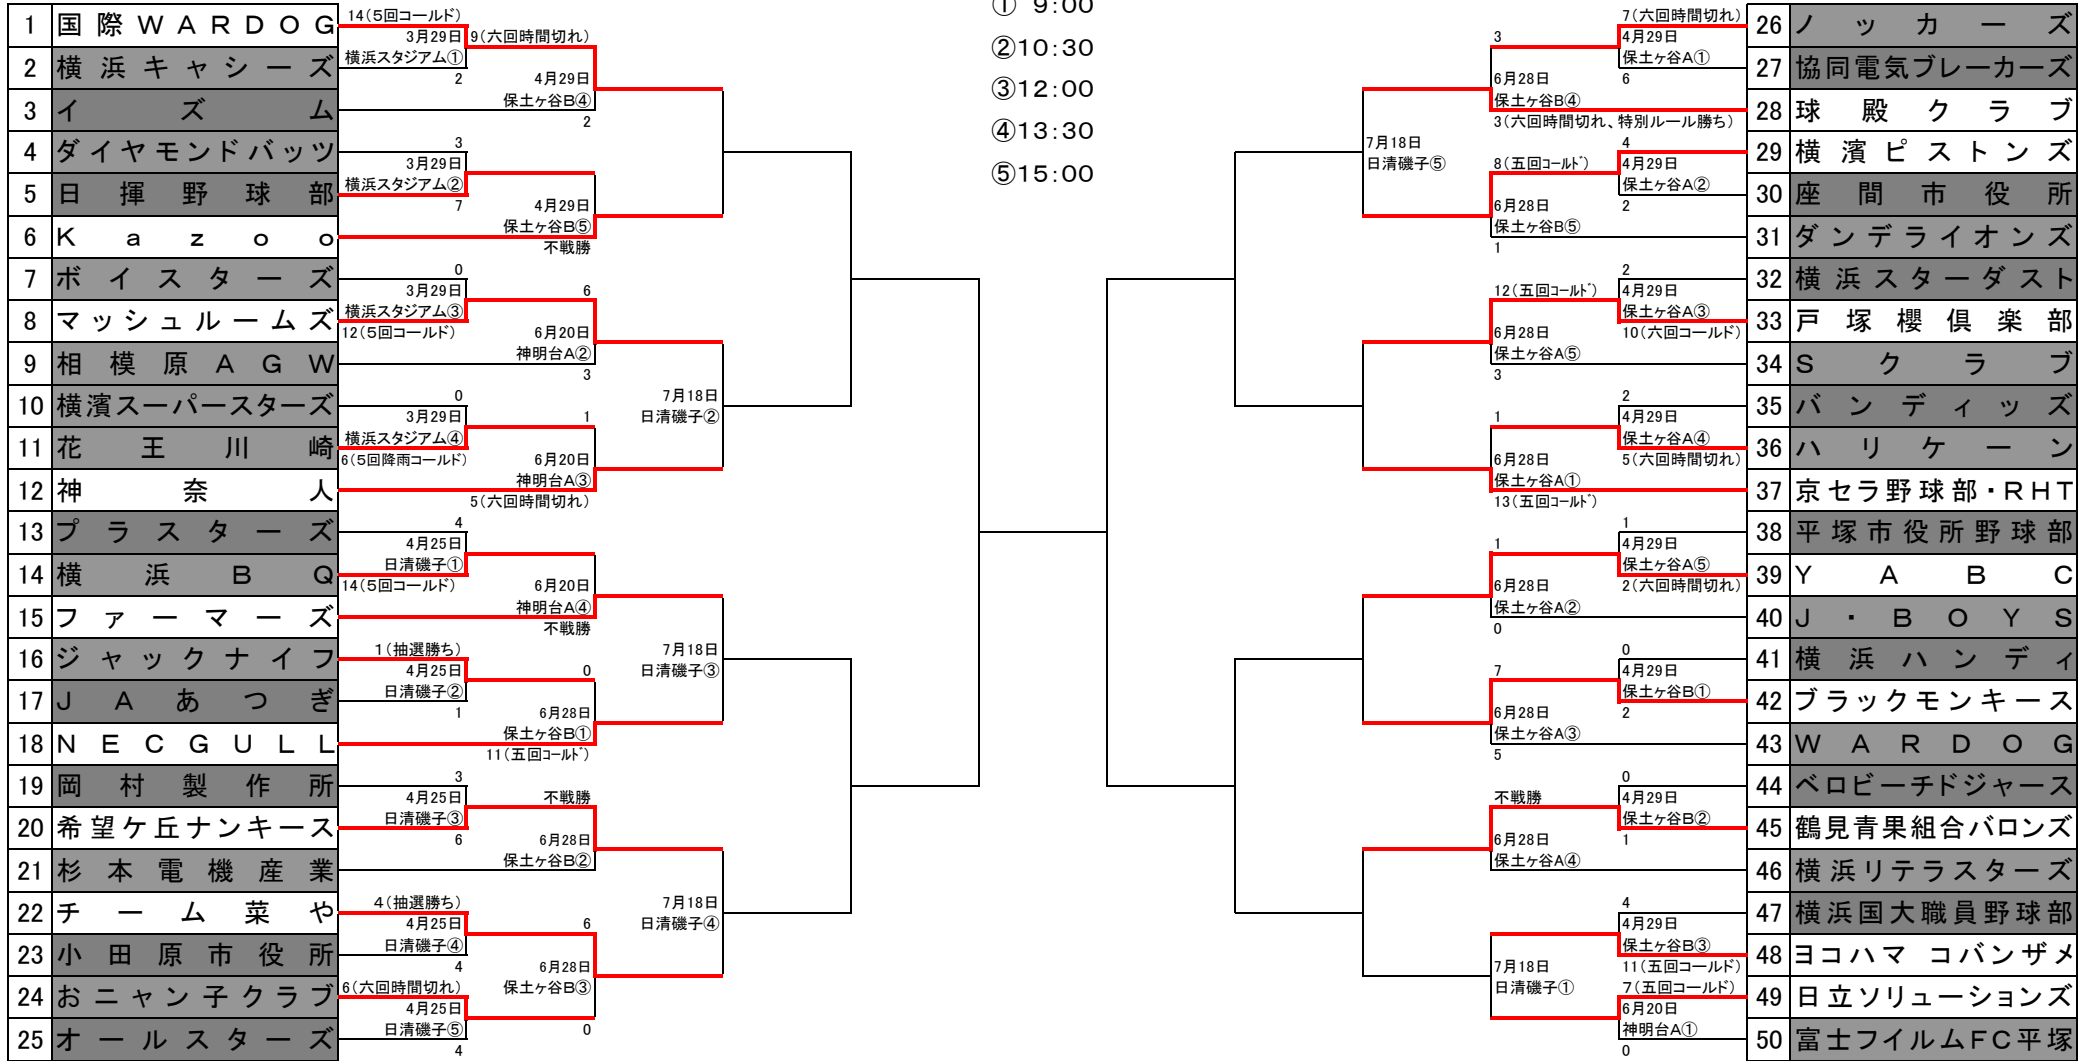 ① 9:00
②10:30
③12:00
④13:30
⑤15:00
1 国際WARDOG
2 横浜キャシーズ
3 イズム
4 ダイヤモンドバッツ
5 日揮野球部
6 Kazoo
7 ボイスターズ
8 マッシュルームズ
9 相模原AGW
10 横濱スーパースターズ
11 花王川崎
12 神奈人
13 プラスターズ
14 横浜BQ
15 ファーマーズ
16 ジャックナイフ
17 JAあつぎ
18 NECGULL
19 岡村製作所
20 希望ケ丘ナンキース
21 杉本電機産業
22 チーム菜や
23 小田原市役所
24 おニャン子クラブ
25 オールスターズ
14(5回コールド)
3月29日
横浜スタジアム①
2
3
3月29日
横浜スタジアム②
7
0
3月29日
横浜スタジアム③
12(5回コールド)
0
3月29日
横浜スタジアム④
6(5回降雨コールド)
4
4月25日
日清磯子①
14(5回コールド)
1(抽選勝ち)
4月25日
日清磯子②
1
3
4月25日
日清磯子③
6
4(抽選勝ち)
4月25日
日清磯子④
4
6(六回時間切れ)
4月25日
日清磯子⑤
4
9(六回時間切れ)
4月29日
保土ヶ谷B④
2
4月29日
保土ヶ谷B⑤
不戦勝
6
6月20日
神明台A②
3
1
6月20日
神明台A③
5(六回時間切れ)
6月20日
神明台A④
不戦勝
0
6月28日
保土ヶ谷B①
11(五回コールド)
不戦勝
6月28日
保土ヶ谷B②
6
6月28日
保土ヶ谷B③
0
7月18日
日清磯子②
7月18日
日清磯子③
7月18日
日清磯子④
7月18日
日清磯子⑤
3
6月28日
保土ヶ谷B④
3(六回時間切れ、特別ルール勝ち)
8(五回コールド)
6月28日
保土ヶ谷B⑤
1
12(五回コールド)
6月28日
保土ヶ谷A⑤
3
1
6月28日
保土ヶ谷A①
13(五回コールド)
1
6月28日
保土ヶ谷A②
0
7
6月28日
保土ヶ谷A③
5
不戦勝
6月28日
保土ヶ谷A④
7月18日
日清磯子①
7(六回時間切れ)
4月29日
保土ヶ谷A①
6
4
4月29日
保土ヶ谷A②
2
2
4月29日
保土ヶ谷A③
10(六回コールド)
2
4月29日
保土ヶ谷A④
5(六回時間切れ)
1
4月29日
保土ヶ谷A⑤
2(六回時間切れ)
0
4月29日
保土ヶ谷B①
2
0
4月29日
保土ヶ谷B②
1
4
4月29日
保土ヶ谷B③
11(五回コールド)
7(五回コールド)
6月20日
神明台A①
0
26 ノッカーズ
27 協同電気ブレーカーズ
28 球殿クラブ
29 横濱ピストンズ
30 座間市役所
31 ダンデライオンズ
32 横浜スターダスト
33 戸塚櫻倶楽部
34 Sクラブ
35 バンディッズ
36 ハリケーン
37 京セラ野球部・RHT
38 平塚市役所野球部
39 YABC
40 J・BOYS
41 横浜ハンディ
42 ブラックモンキース
43 WARDOG
44 ベロビーチドジャース
45 鶴見青果組合バロンズ
46 横浜リテラスターズ
47 横浜国大職員野球部
48 ヨコハマ コバンザメ
49 日立ソリューションズ
50 富士フイルムFC平塚